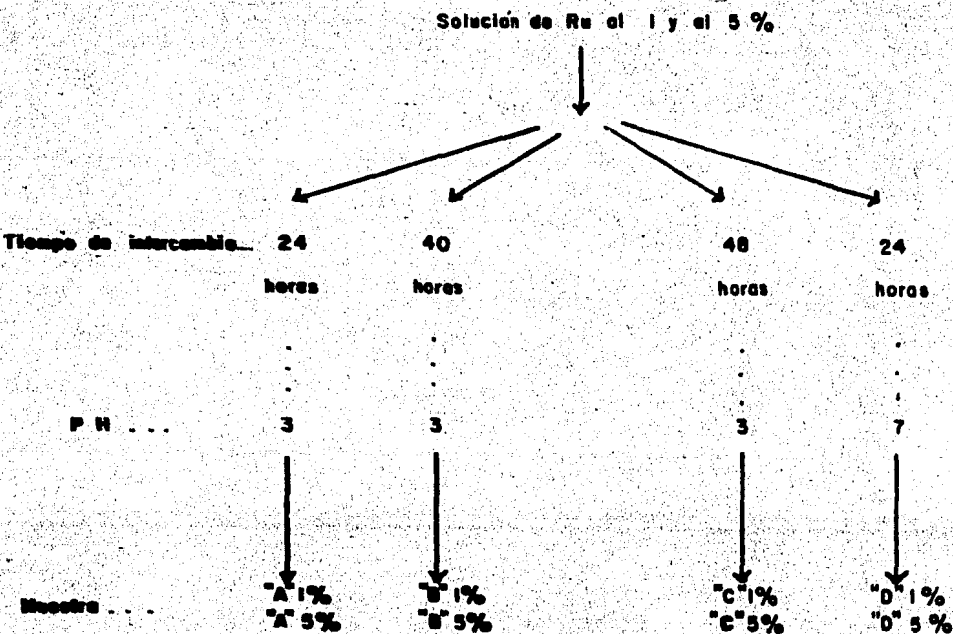 Solución de Ru al 1 y al 5 %
Tiempo de intercambio... 24 40 48 24
horas horas horas horas
P H . . . 3 3 3 7
Muestra . . . "A" 1% "B" 1% "C" 1% "D" 1%
"A" 5% "B" 5% "C" 5% "D" 5%